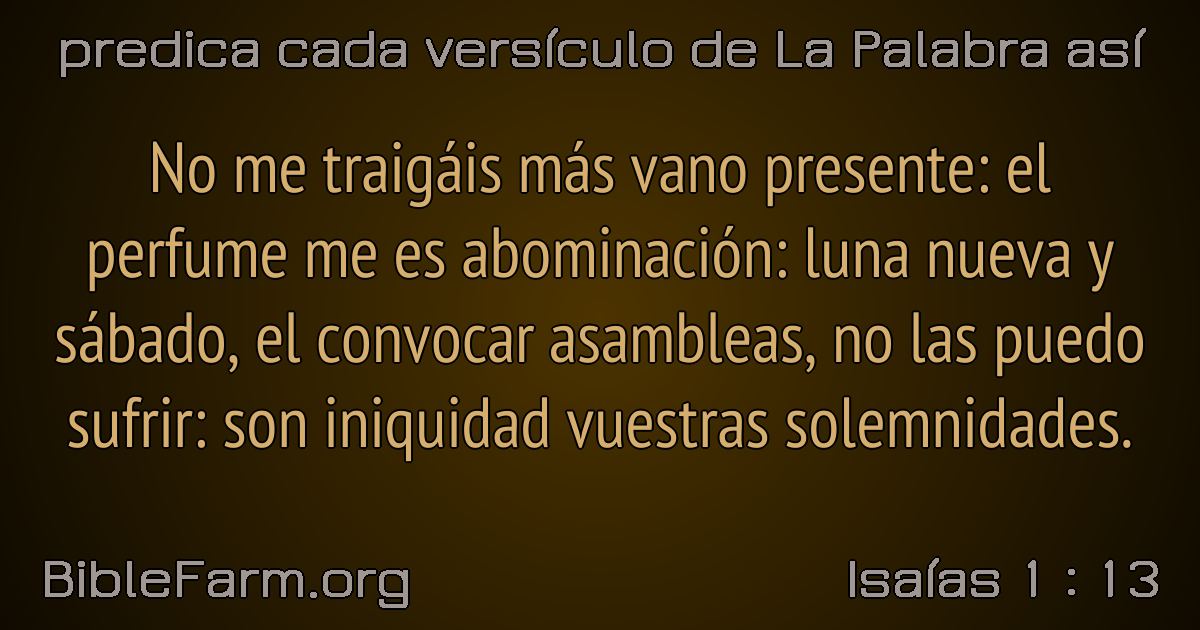 predica cada versículo de La Palabra así
No me traigáis más vano presente: el
perfume me es abominación: luna nueva y
sábado, el convocar asambleas, no las puedo
sufrir: son iniquidad vuestras solemnidades.
BibleFarm.org
Isaías 1 : 13